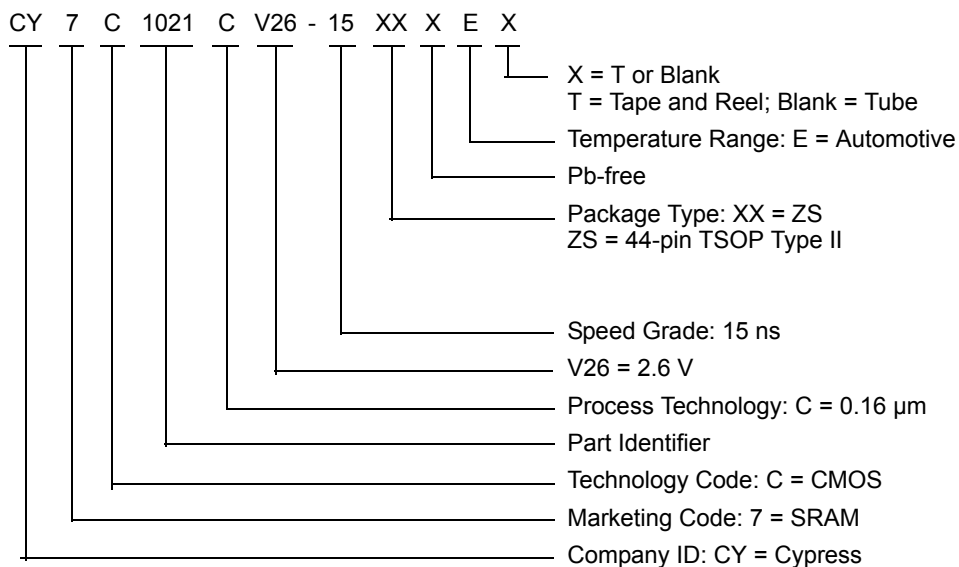 CY 7 C 1021 C V26 - 15 XX X E X
X = T or Blank
T = Tape and Reel; Blank = Tube
Temperature Range: E = Automotive
Pb-free
Package Type: XX = ZS
ZS = 44-pin TSOP Type II
Speed Grade: 15 ns
V26 = 2.6 V
Process Technology: C = 0.16 µm
Part Identifier
Technology Code: C = CMOS
Marketing Code: 7 = SRAM
Company ID: CY = Cypress